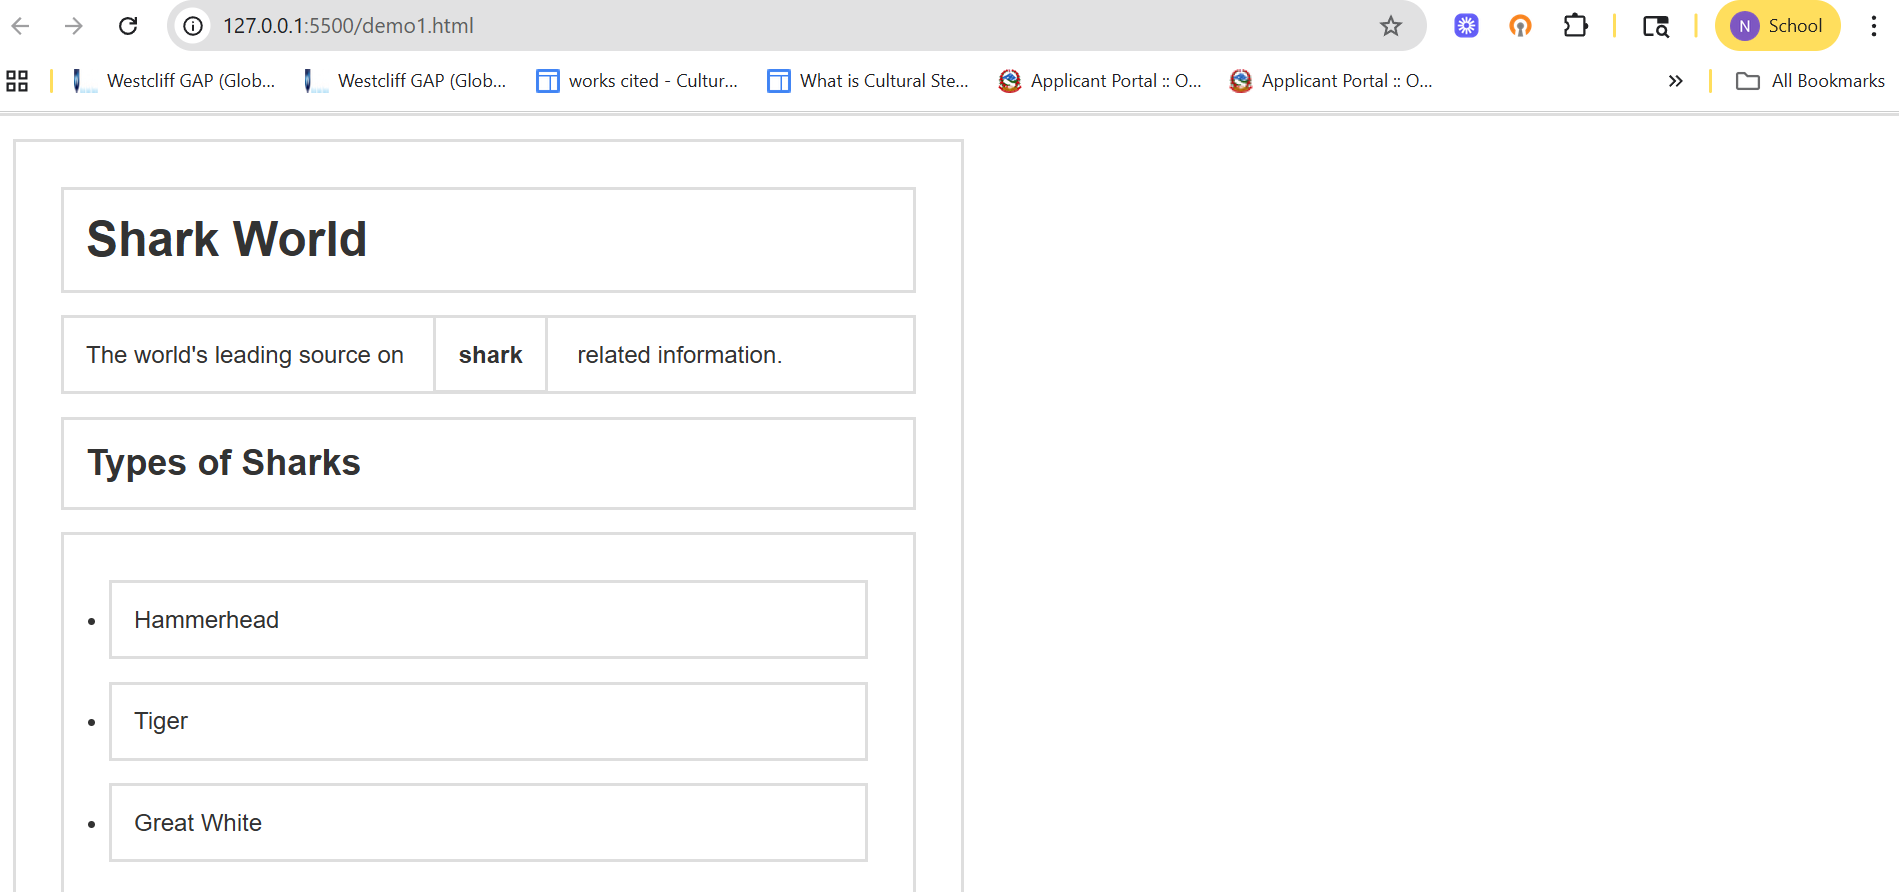 127.0.0.1:5500/demo1.html
N School
Westcliff GAP (Glob...
Westcliff GAP (Glob...
works cited - Cultur...
What is Cultural Ste...
Applicant Portal :: O...
Applicant Portal :: O...
All Bookmarks
Shark World
The world's leading source on shark related information.
Types of Sharks
Hammerhead
Tiger
Great White